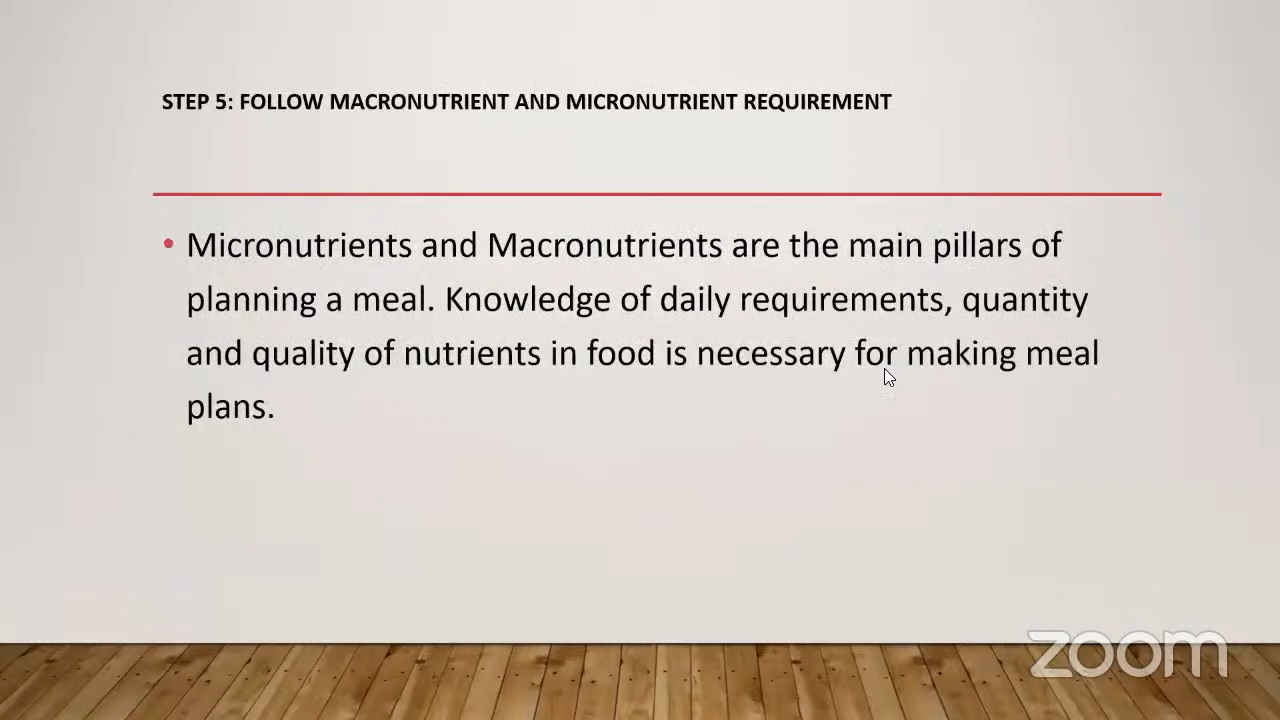 STEP 5: FOLLOW MACRONUTRIENT AND MICRONUTRIENT REQUIREMENT
• Micronutrients and Macronutrients are the main pillars of
planning a meal. Knowledge of daily requirements, quantity
and quality of nutrients in food is necessary for making meal
plans.
zoom